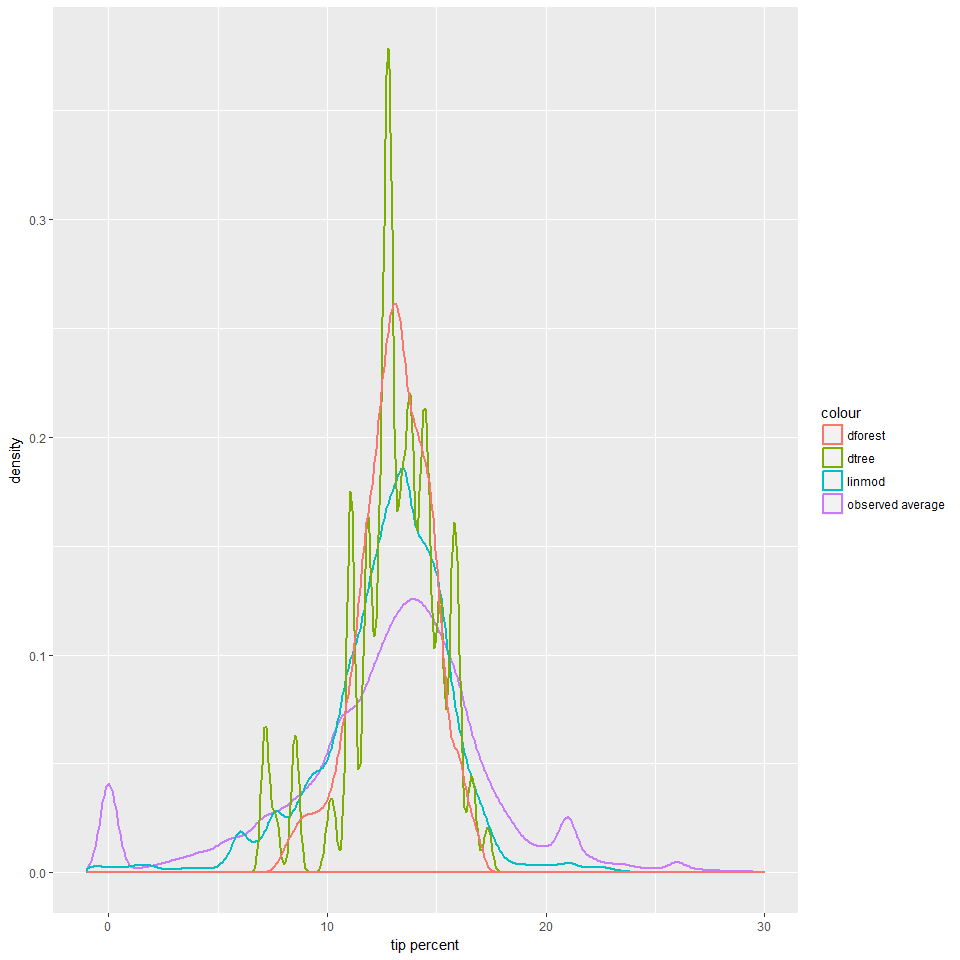 density
0.3
0.2
0.1
0.0
0
10
20
30
tip percent
colour
dforest
dtree
linmod
observed average